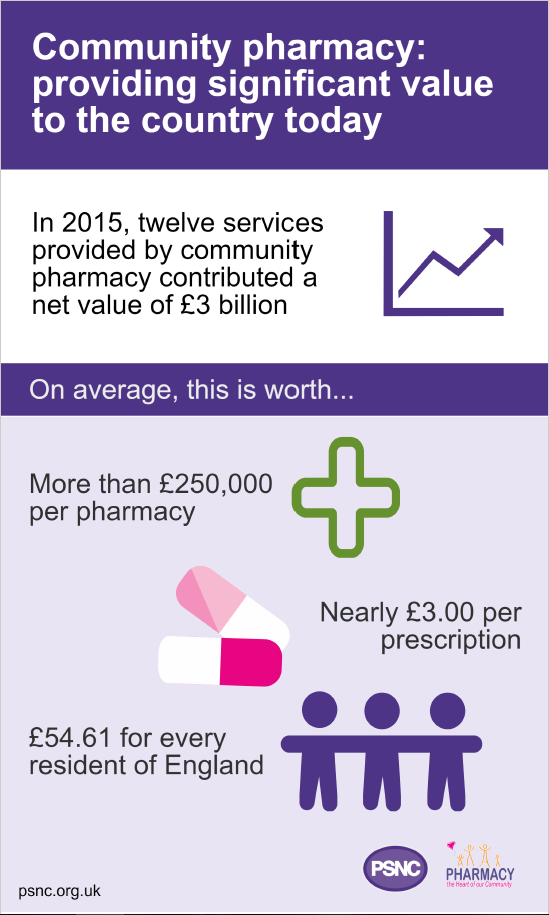 Community pharmacy:
providing significant value
to the country today
In 2015, twelve services
provided by community
pharmacy contributed a
net value of £3 billion
On average, this is worth...
More than £250,000
per pharmacy
Nearly £3.00 per
prescription
£54.61 for every
resident of England
PSNC
PHARMACY
the Heart of our Community
psnc.org.uk